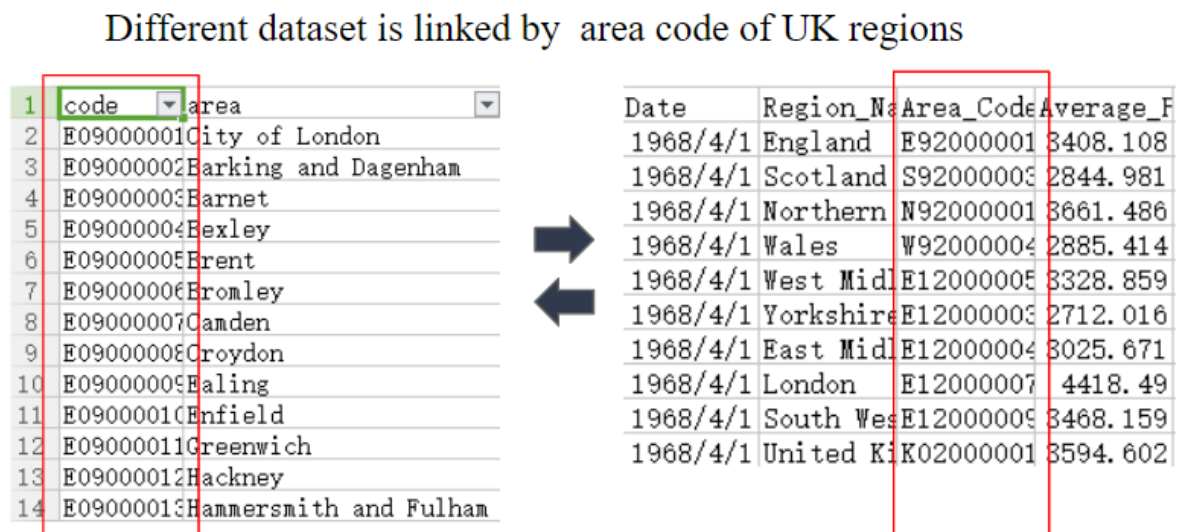 Different dataset is linked by area code of UK regions
1 code area
2 E09000001 City of London
3 E09000002 Barking and Dagenham
4 E09000003 Barnet
5 E09000004 Bexley
6 E09000005 Brent
7 E09000006 Bromley
8 E09000007 Camden
9 E09000008 Croydon
10 E09000009 Ealing
11 E09000010 Enfield
12 E09000011 Greenwich
13 E09000012 Hackney
14 E09000013 Hammersmith and Fulham
Date Region_Na Area_Code Average_P
1968/4/1 England E92000001 3408.108
1968/4/1 Scotland S92000003 2844.981
1968/4/1 Northern N92000001 3661.486
1968/4/1 Wales W92000004 2885.414
1968/4/1 West Midl E12000005 3328.859
1968/4/1 Yorkshire E12000003 2712.016
1968/4/1 East Midl E12000004 3025.671
1968/4/1 London E12000007 4418.49
1968/4/1 South Wes E12000009 3468.159
1968/4/1 United Ki K02000001 3594.602